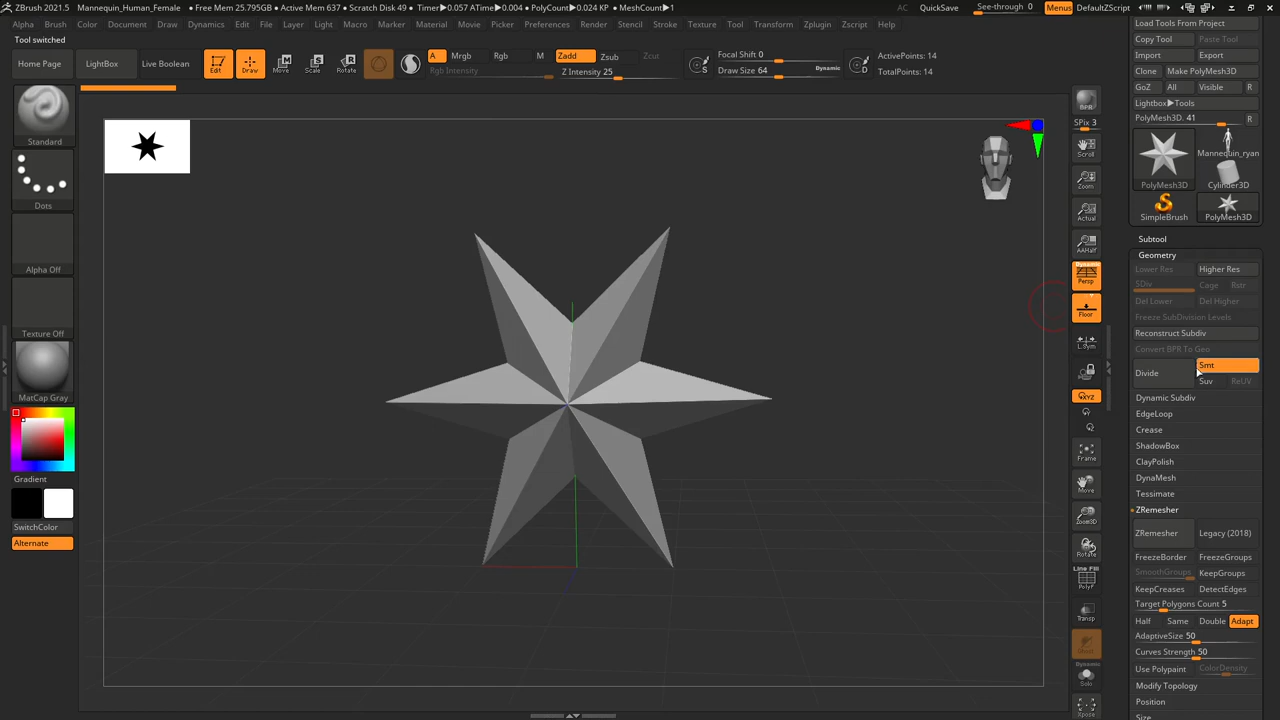 ZBrush 2021.5 Mannequin_Human_Female • Free Mem 25.795GB • Active Mem 637 • Scratch Disk 49 • Timer▶0.057 ATime▶0.004 • PolyCount▶0.024 KP • MeshCount▶1 AC QuickSave See-through 0 Menus DefaultZScript
Alpha Brush Color Document Draw Dynamics Edit File Layer Light Macro Marker Material Movie Picker Preferences Render Stencil Stroke Texture Tool Transform Zplugin Zscript Help
Tool switched
Home Page LightBox Live Boolean Edit Draw Move Scale Rotate
A Mrgb Rgb M Zadd Zsub Zcut
Rgb Intensity Z Intensity 25
Focal Shift 0
Draw Size 64 Dynamic
S D
ActivePoints: 14
TotalPoints: 14
Standard
Dots
Alpha Off
Texture Off
MatCap Gray
Gradient
SwitchColor
Alternate
BPR
SPix 3
Scroll
Zoom
Actual
AAHalf
Dynamic
Persp
Floor
L.Sym
XYZ
Frame
Move
Zoom3D
Rotate
Line Fill
PolyF
Transp
Ghost
Dynamic
Solo
Xpose
Load Tools From Project
Copy Tool Paste Tool
Import Export
Clone Make PolyMesh3D
GoZ All Visible R
Lightbox▶Tools
PolyMesh3D. 41 R
PolyMesh3D Mannequin_ryan
Cylinder3D
SimpleBrush PolyMesh3D
Subtool
Geometry
Lower Res Higher Res
SDiv Cage Rstr
Del Lower Del Higher
Freeze SubDivision Levels
Reconstruct Subdiv
Convert BPR To Geo
Divide Smt
Suv ReUV
Dynamic Subdiv
EdgeLoop
Crease
ShadowBox
ClayPolish
DynaMesh
Tessimate
ZRemesher
ZRemesher Legacy (2018)
FreezeBorder FreezeGroups
SmoothGroups KeepGroups
KeepCreases DetectEdges
Target Polygons Count 5
Half Same Double Adapt
AdaptiveSize 50
Curves Strength 50
Use Polypaint ColorDensity
Modify Topology
Position
Size